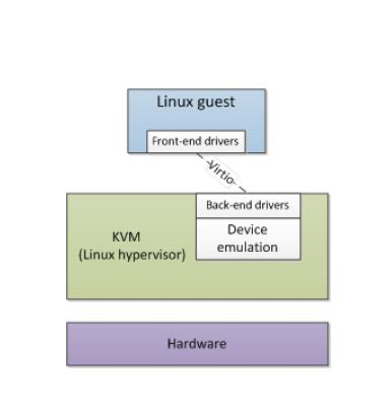 Linux guest
Front-end drivers
Virtio
Back-end drivers
Device
emulation
KVM
(Linux hypervisor)
Hardware